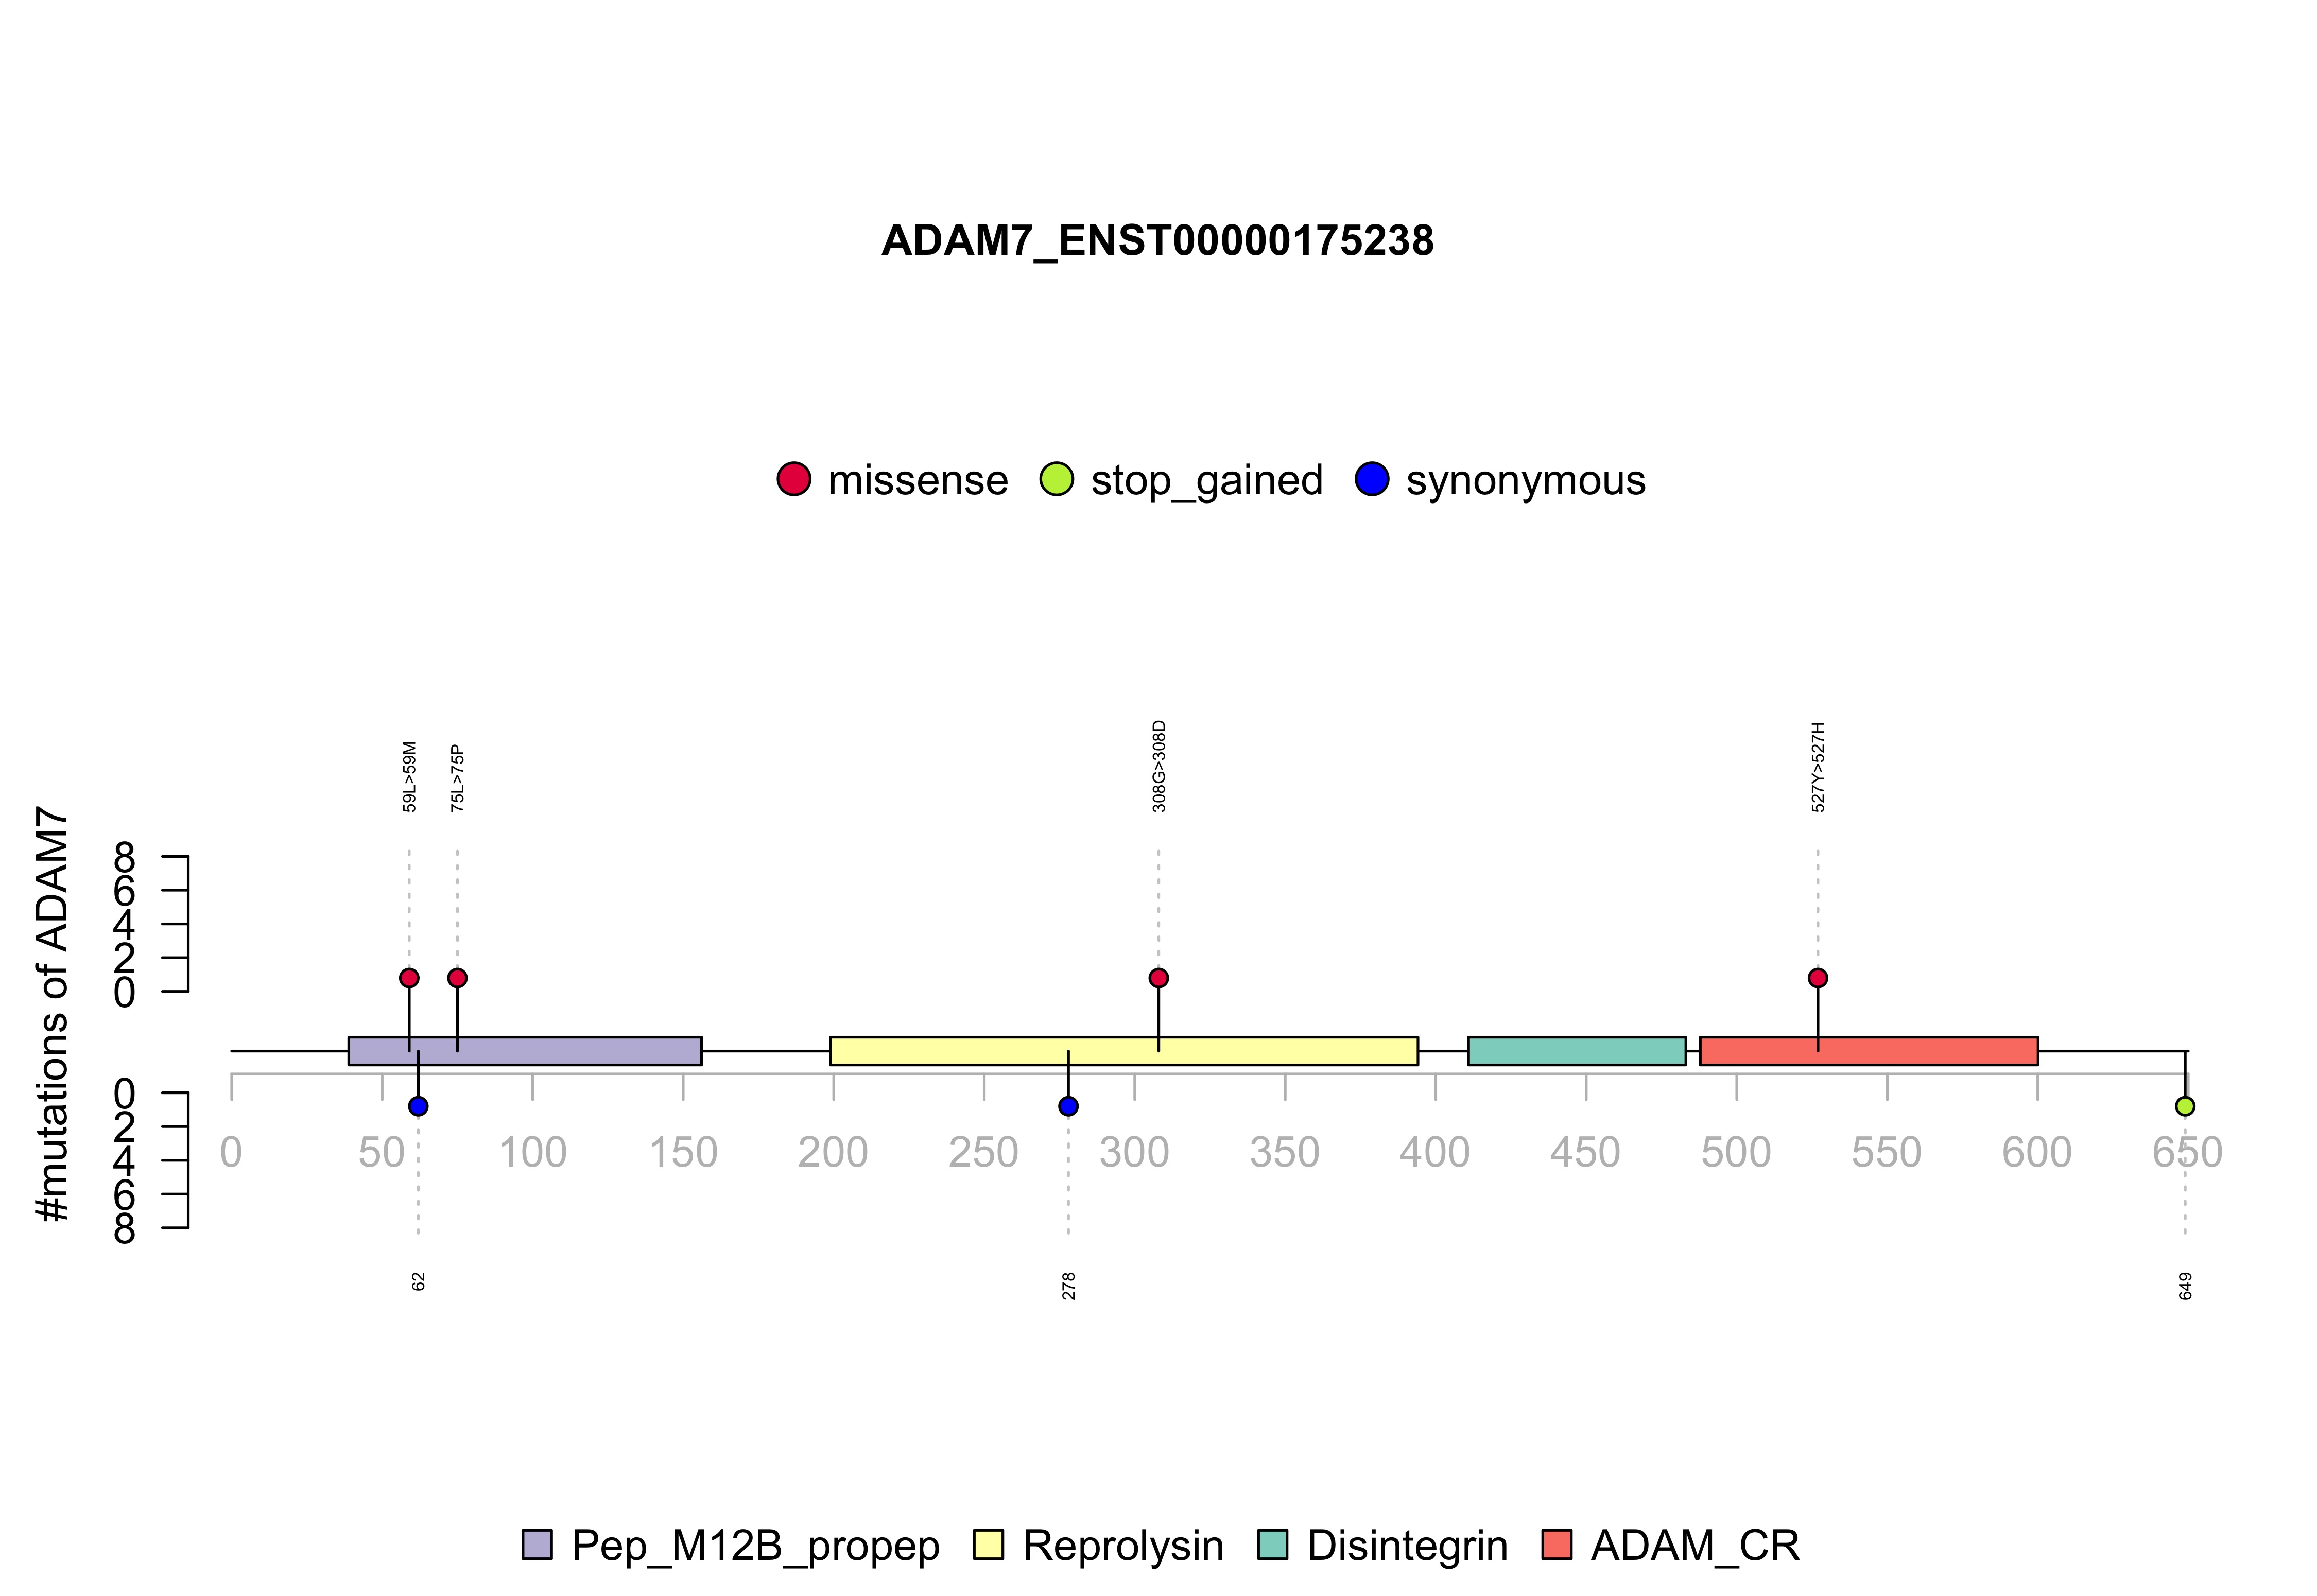 ADAM7_ENST00000175238
missense stop_gained synonymous
59L>59M 75L>75P 308G>308D 527Y>527H
#mutations of ADAM7
8
6
4
2
0
0
2
4
6
8
0 50 100 150 200 250 300 350 400 450 500 550 600 650
62 278 649
Pep_M12B_propep Reprolysin Disintegrin ADAM_CR